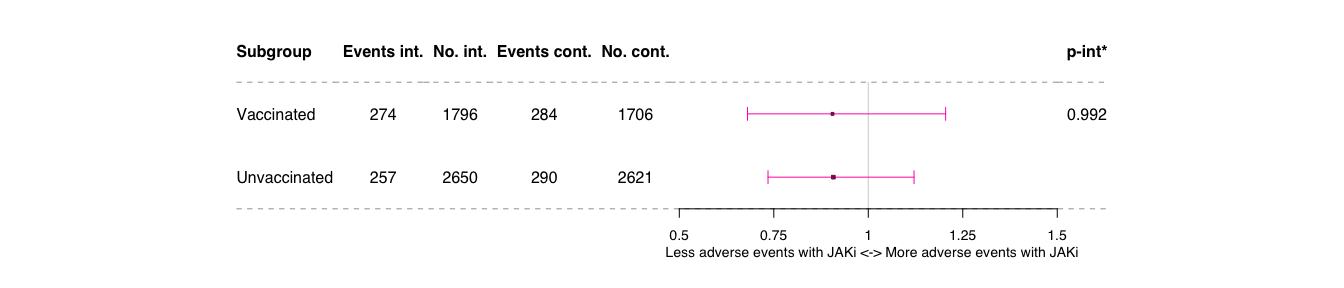 Subgroup Events int. No. int. Events cont. No. cont. p-int*
Vaccinated 274 1796 284 1706 0.992
Unvaccinated 257 2650 290 2621
0.5 0.75 1 1.25 1.5
Less adverse events with JAKi <-> More adverse events with JAKi